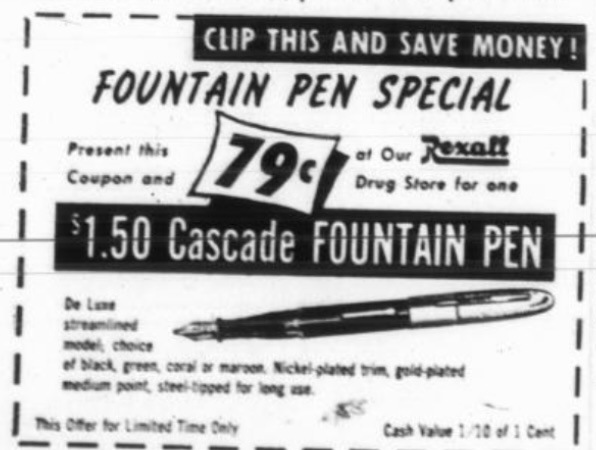 CLIP THIS AND SAVE MONEY!
FOUNTAIN PEN SPECIAL
Present this
Coupon and
79c
at Our Rexall
Drug Store for one
$1.50 Cascade FOUNTAIN PEN
De Luxe
streamlined
model; choice
of black, green, coral or maroon. Nickel-plated trim, gold-plated
medium point, steel-tipped for long use.
This Offer for Limited Time Only
Cash Value 1/10 of 1 Cent